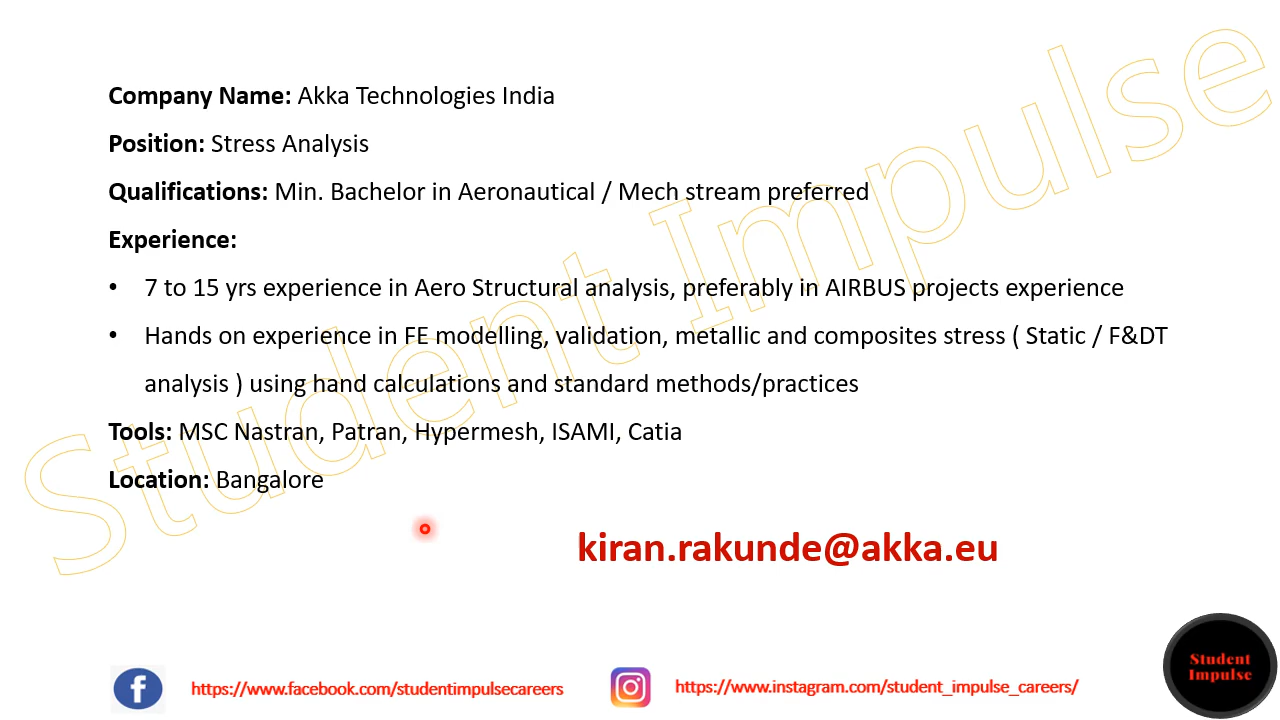 Company Name: Akka Technologies India
Position: Stress Analysis
Qualifications: Min. Bachelor in Aeronautical / Mech stream preferred
Experience:
• 7 to 15 yrs experience in Aero Structural analysis, preferably in AIRBUS projects experience
• Hands on experience in FE modelling, validation, metallic and composites stress ( Static / F&DT
analysis ) using hand calculations and standard methods/practices
Tools: MSC Nastran, Patran, Hypermesh, ISAMI, Catia
Location: Bangalore
kiran.rakunde@akka.eu
Student Impulse
https://www.facebook.com/studentimpulsecareers
https://www.instagram.com/student_impulse_careers/
Student
Impulse